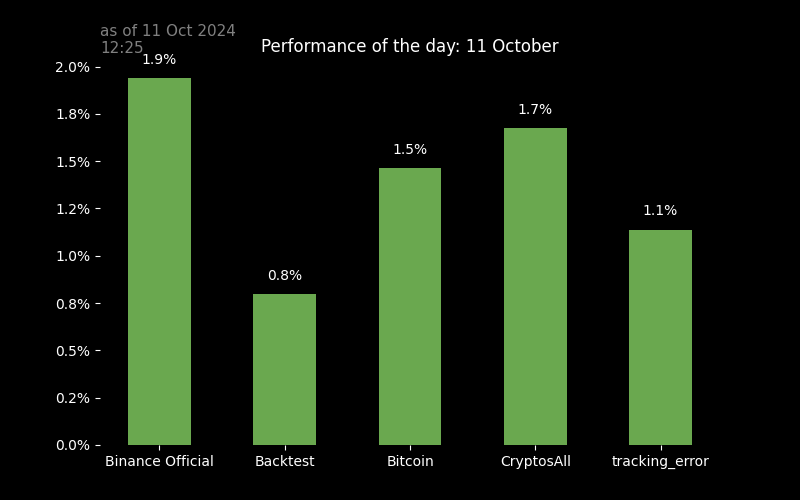 as of 11 Oct 2024
12:25
Performance of the day: 11 October
2.0%
1.8%
1.5%
1.2%
1.0%
0.8%
0.5%
0.2%
0.0%
1.9%
0.8%
1.5%
1.7%
1.1%
Binance Official
Backtest
Bitcoin
CryptosAll
tracking_error